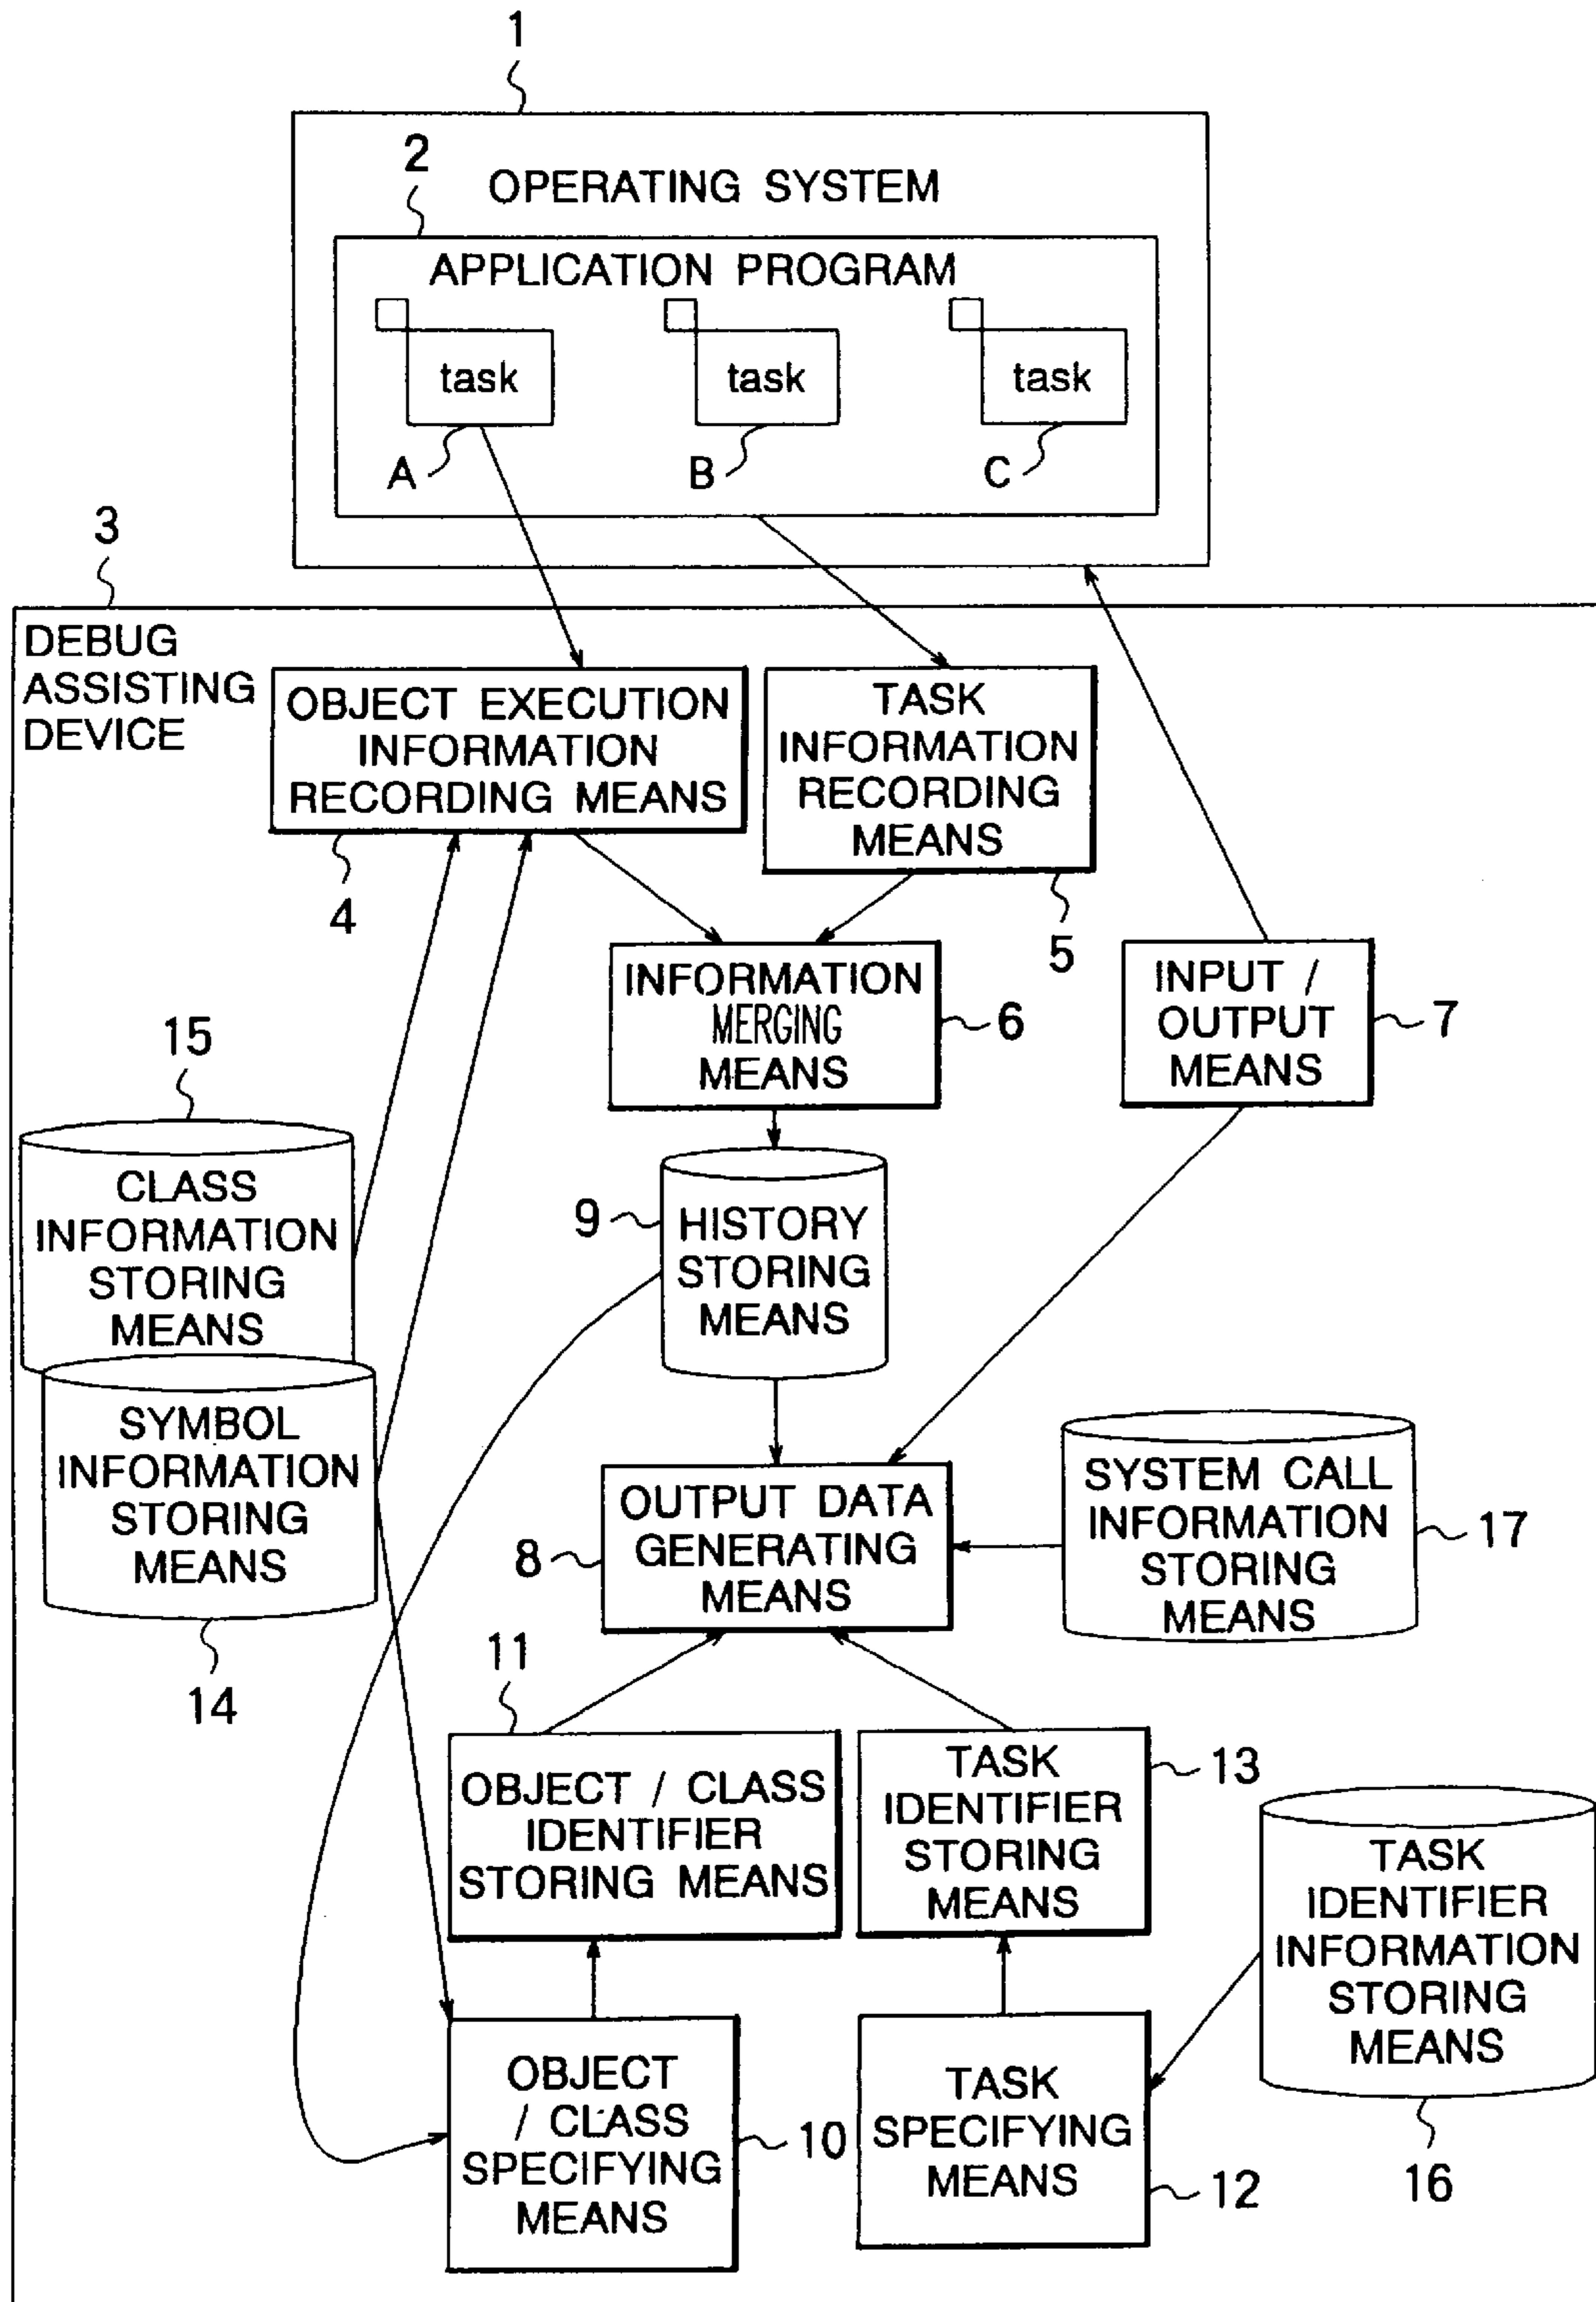 1
2
OPERATING SYSTEM
APPLICATION PROGRAM
task
task
task
A
B
C
3
DEBUG
ASSISTING
DEVICE
OBJECT EXECUTION
INFORMATION
RECORDING MEANS
4
TASK
INFORMATION
RECORDING
MEANS
5
INFORMATION
MERGING
MEANS
6
INPUT /
OUTPUT
MEANS
7
15
CLASS
INFORMATION
STORING
MEANS
9
HISTORY
STORING
MEANS
SYMBOL
INFORMATION
STORING
MEANS
14
8
OUTPUT DATA
GENERATING
MEANS
SYSTEM CALL
INFORMATION
STORING
MEANS
17
11
OBJECT / CLASS
IDENTIFIER
STORING MEANS
TASK
IDENTIFIER
STORING
MEANS
13
TASK
IDENTIFIER
INFORMATION
STORING
MEANS
16
OBJECT
/ CLASS
SPECIFYING
MEANS
10
TASK
SPECIFYING
MEANS
12